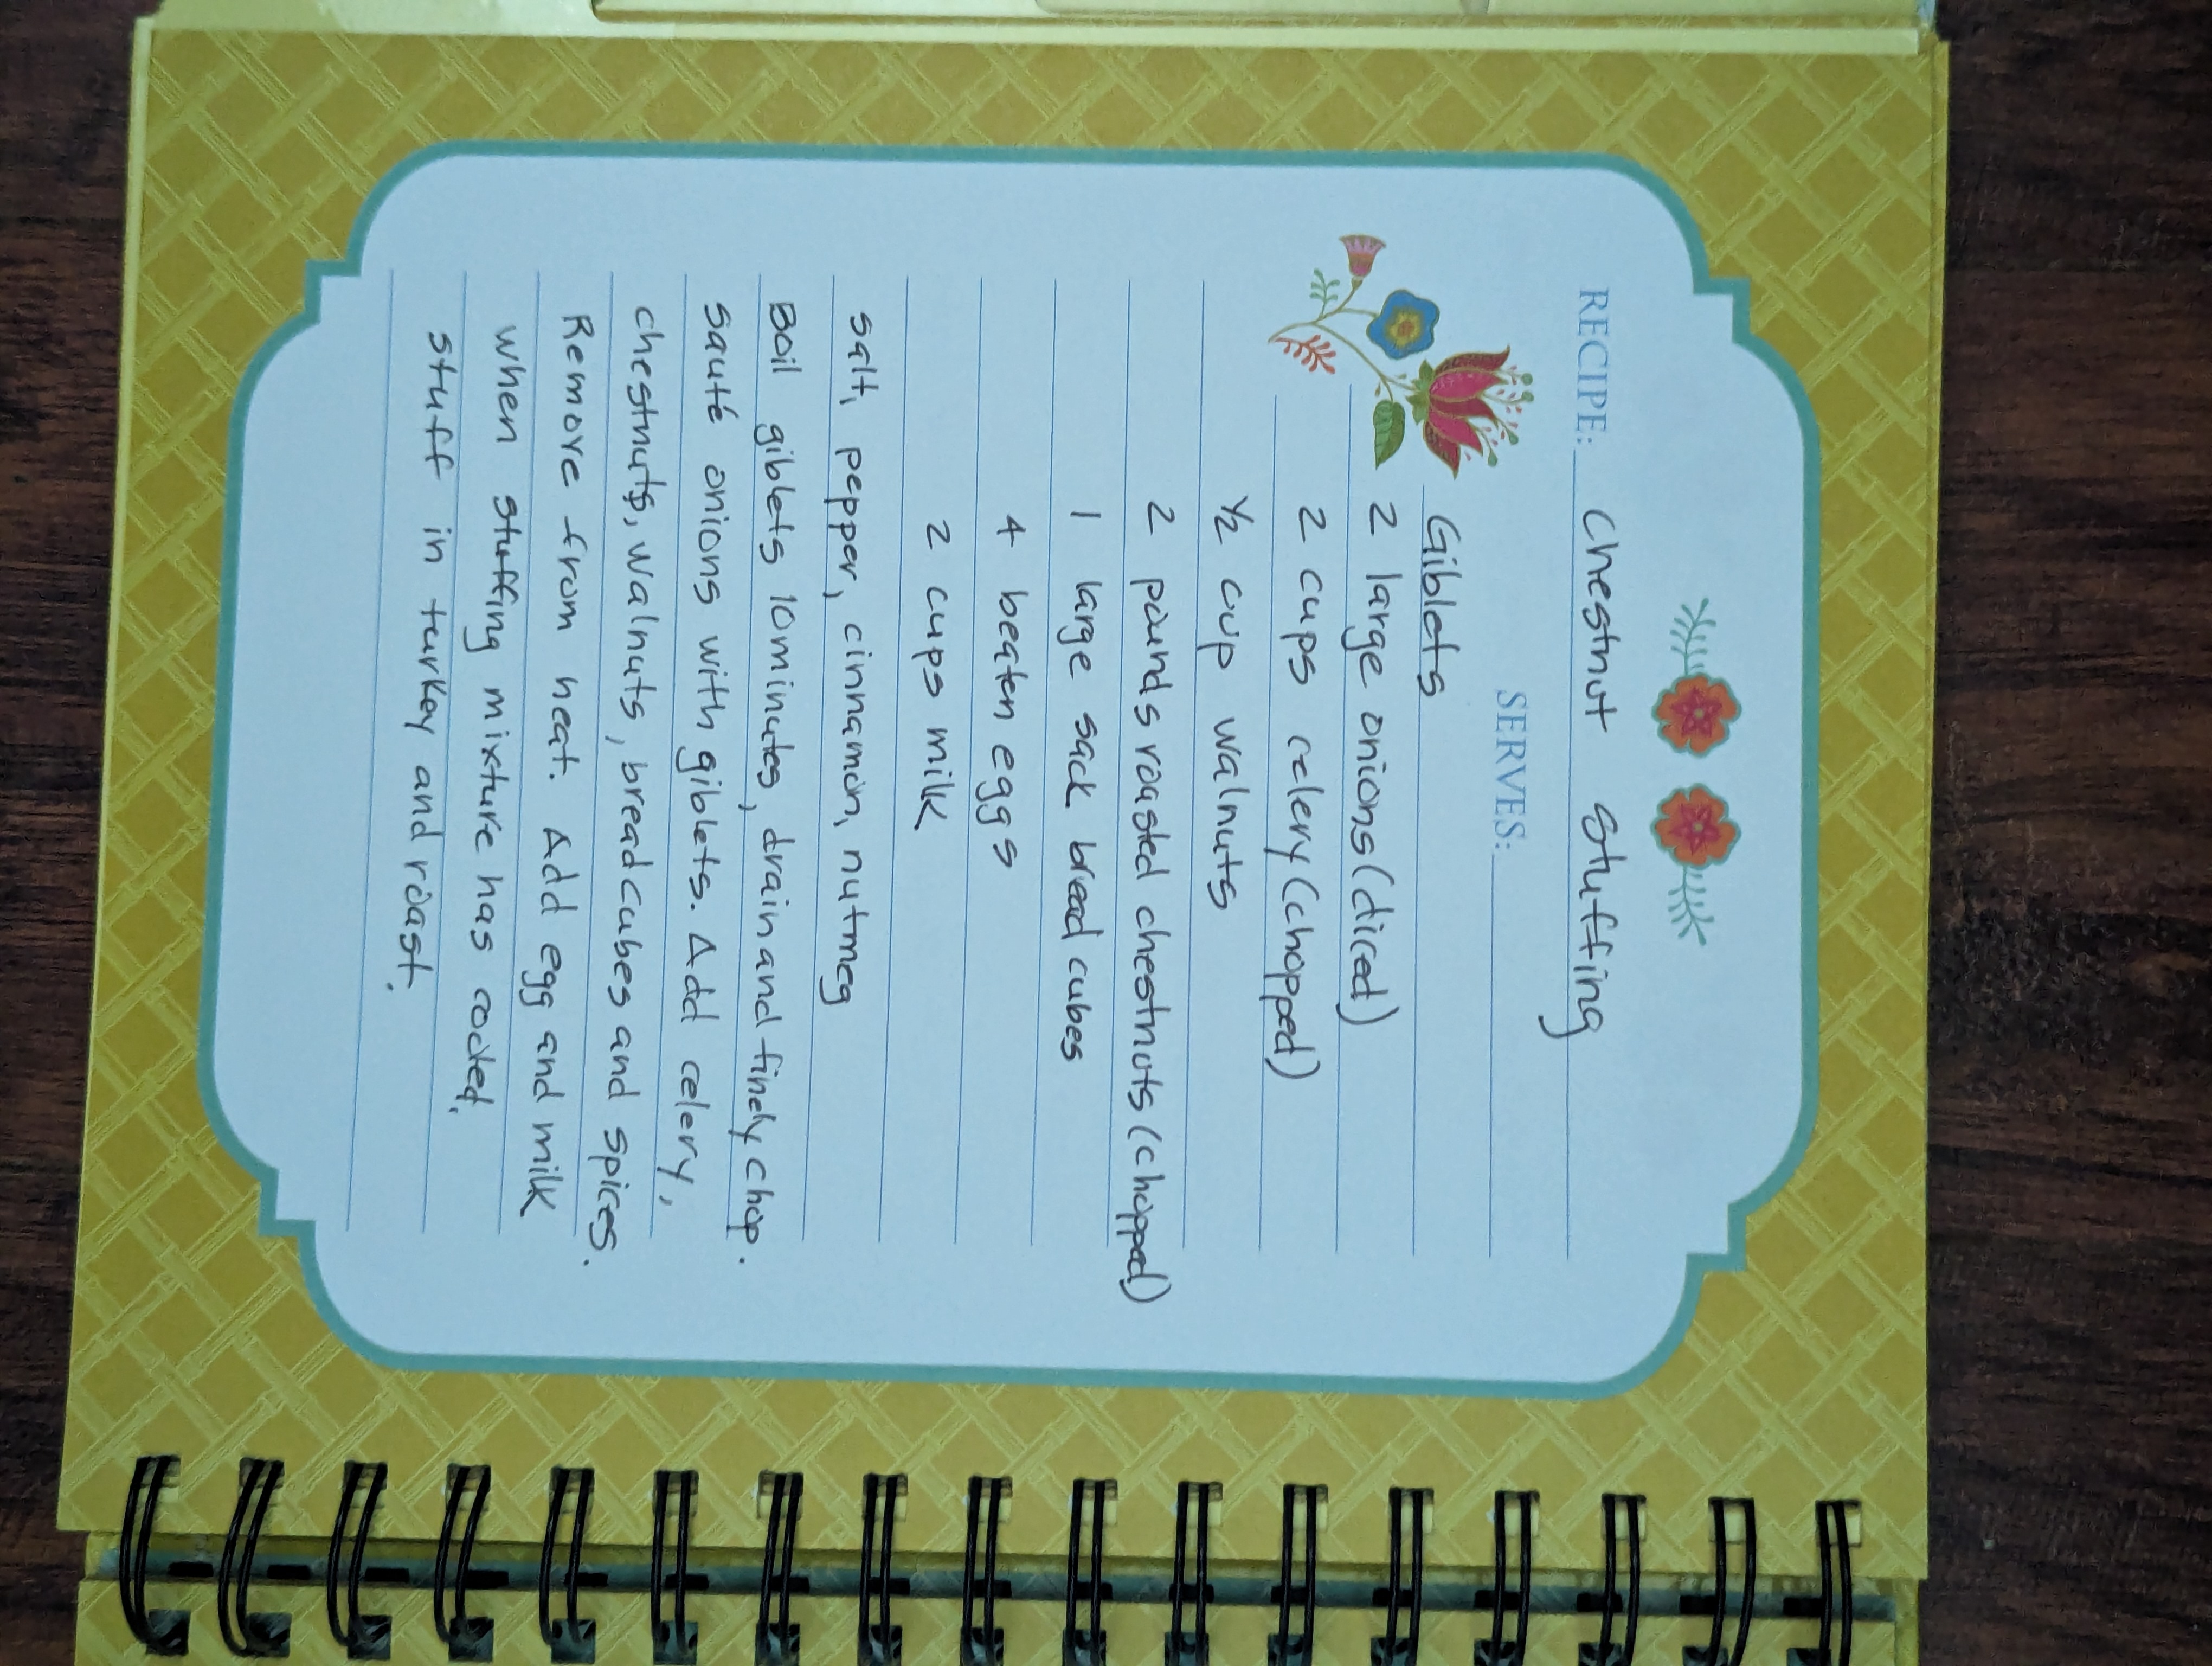 RECIPE: Chestnut Stuffing
SERVES:
Giblets
2 large onions (diced)
2 cups celery (chopped)
1/2 cup walnuts
2 pounds roasted chestnuts (chopped)
1 large sack bread cubes
4 beaten eggs
2 cups milk
salt, pepper, cinnamon, nutmeg
Boil giblets 10 minutes, drain and finely chop.
Sauté onions with giblets. Add celery,
chestnuts, walnuts, bread cubes and spices.
Remove from heat. Add egg and milk
when stuffing mixture has cooled.
stuff in turkey and roast.